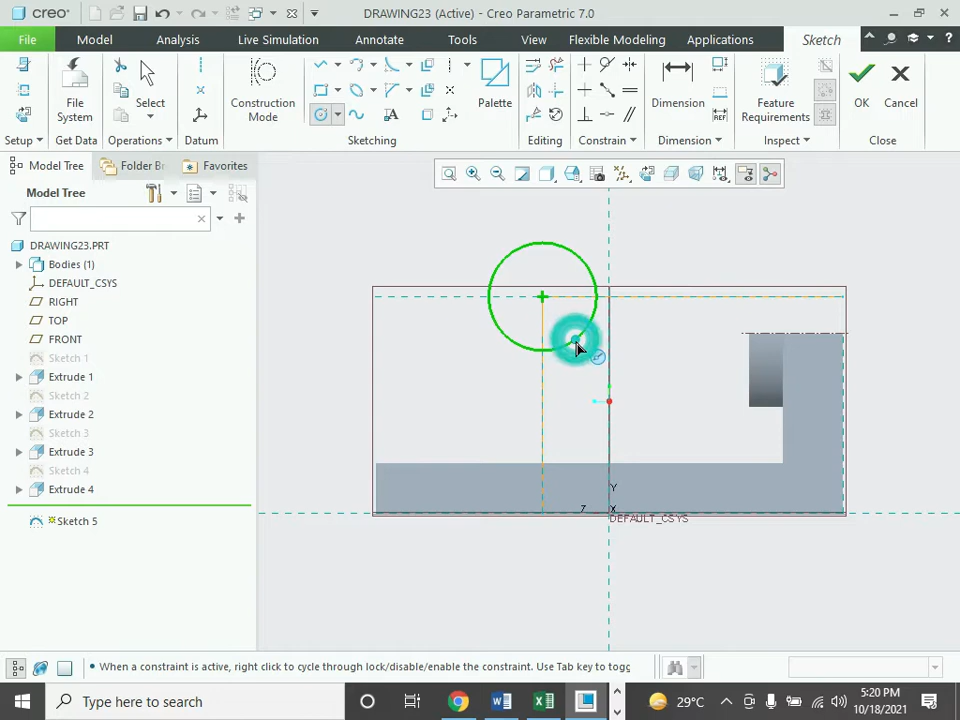 creo
DRAWING23 (Active) - Creo Parametric 7.0
File Model Analysis Live Simulation Annotate Tools View Flexible Modeling Applications Sketch
File System
Select
Construction Mode
Palette
Dimension
Feature Requirements
OK Cancel
Setup Get Data Operations Datum Sketching Editing Constrain Dimension Inspect Close
Model Tree Folder Br Favorites
Model Tree
DRAWING23.PRT
Bodies (1)
DEFAULT_CSYS
RIGHT
TOP
FRONT
Sketch 1
Extrude 1
Sketch 2
Extrude 2
Sketch 3
Extrude 3
Sketch 4
Extrude 4
Sketch 5
Y
Z X
DEFAULT_CSYS
• When a constraint is active, right click to cycle through lock/disable/enable the constraint. Use Tab key to togg
Type here to search
29°C
5:20 PM
10/18/2021